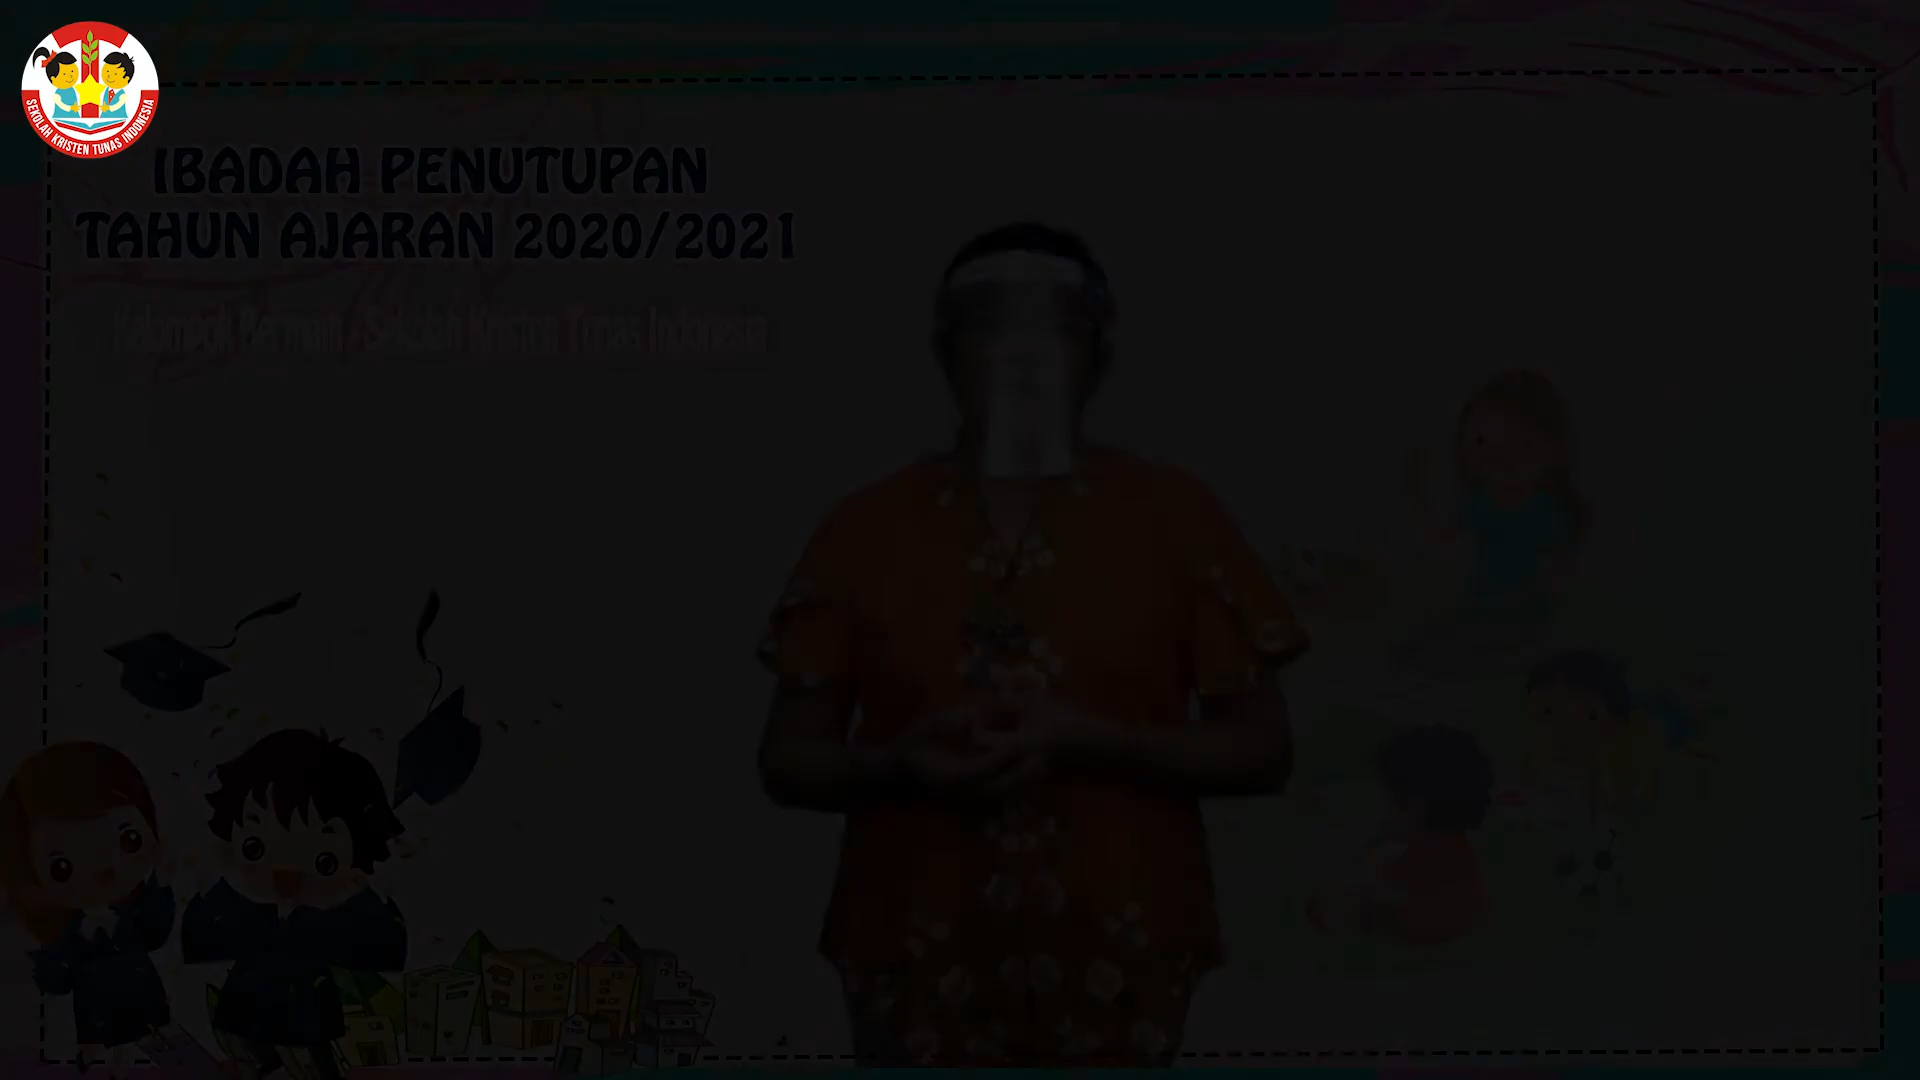 SEKOLAH KRISTEN TUNAS INDONESIA
IBADAH PENUTUPAN
TAHUN AJARAN 2020/2021
Kelompok Bermain Sekolah Kristen Tunas Indonesia